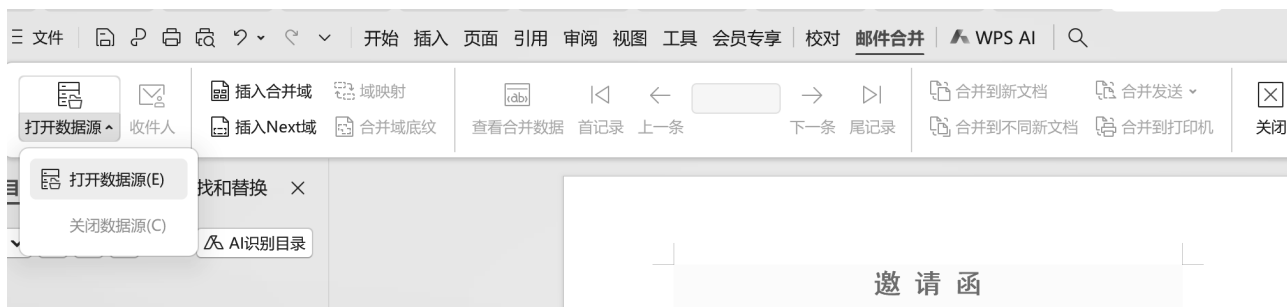 三 文件 开始 插入 页面 引用 审阅 视图 工具 会员专享 校对 邮件合并 WPS AI
插入合并域 域映射 合并到新文档 合并发送
打开数据源 收件人 插入Next域 合并域底纹 查看合并数据 首记录 上一条 下一条 尾记录 合并到不同新文档 合并到打印机 关闭
打开数据源(E)
找和替换
关闭数据源(C)
AI识别目录
邀请函